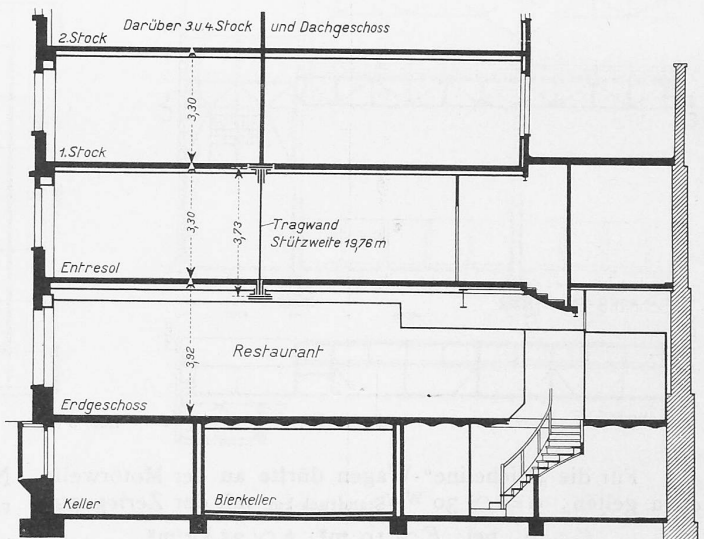 Darüber 3.u.4.Stock und Dachgeschoss
2.Stock
3,30
1.Stock
3,30
3,73
Tragwand
Stützweite 19,76m
Entresol
3,92
Restaurant
Erdgeschoss
Keller
Bierkeller